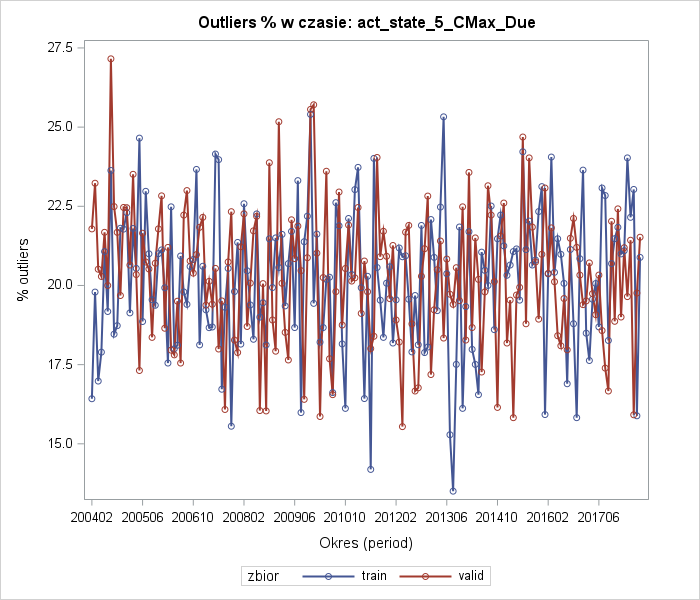 Outliers % w czasie: act_state_5_CMax_Due
27.5
25.0
22.5
20.0
17.5
15.0
% outliers
200402 200506 200610 200802 200906 201010 201202 201306 201410 201602 201706
Okres (period)
zbior train valid